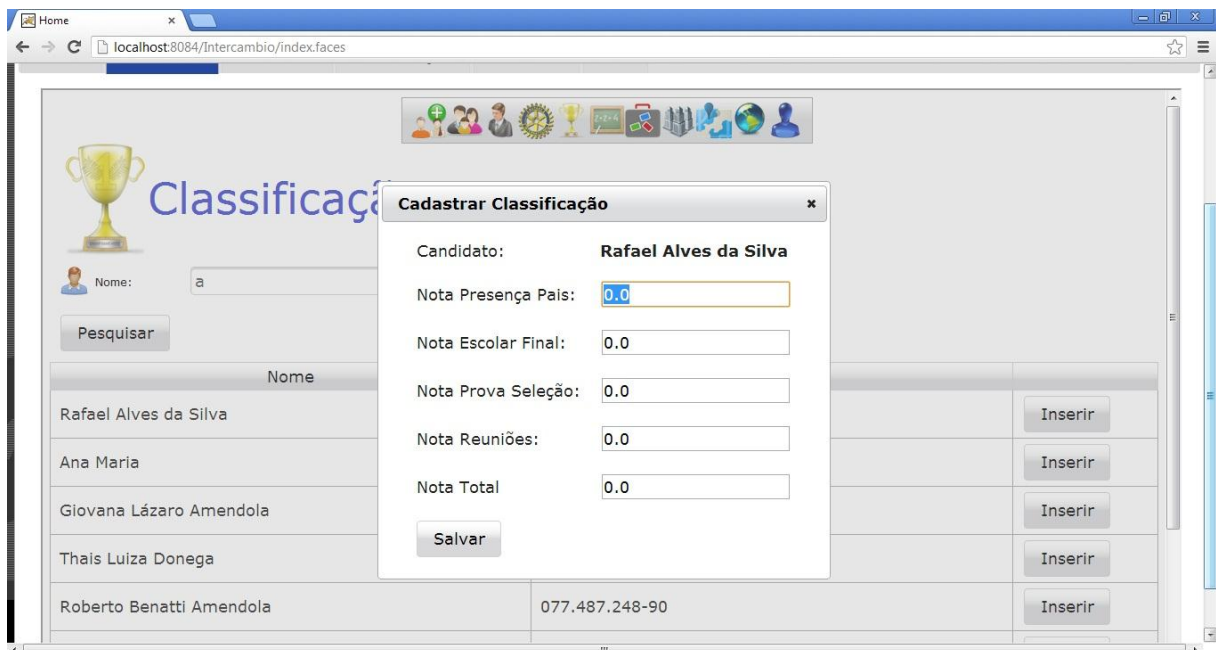 Home
localhost:8084/Intercambio/index.faces
Classificaçã
Cadastrar Classificação
Candidato: Rafael Alves da Silva
Nota Presença Pais: 0.0
Nota Escolar Final: 0.0
Nota Prova Seleção: 0.0
Nota Reuniões: 0.0
Nota Total 0.0
Salvar
Nome: a
Pesquisar
Nome
Rafael Alves da Silva Inserir
Ana Maria Inserir
Giovana Lázaro Amendola Inserir
Thais Luiza Donega Inserir
Roberto Benatti Amendola 077.487.248-90 Inserir